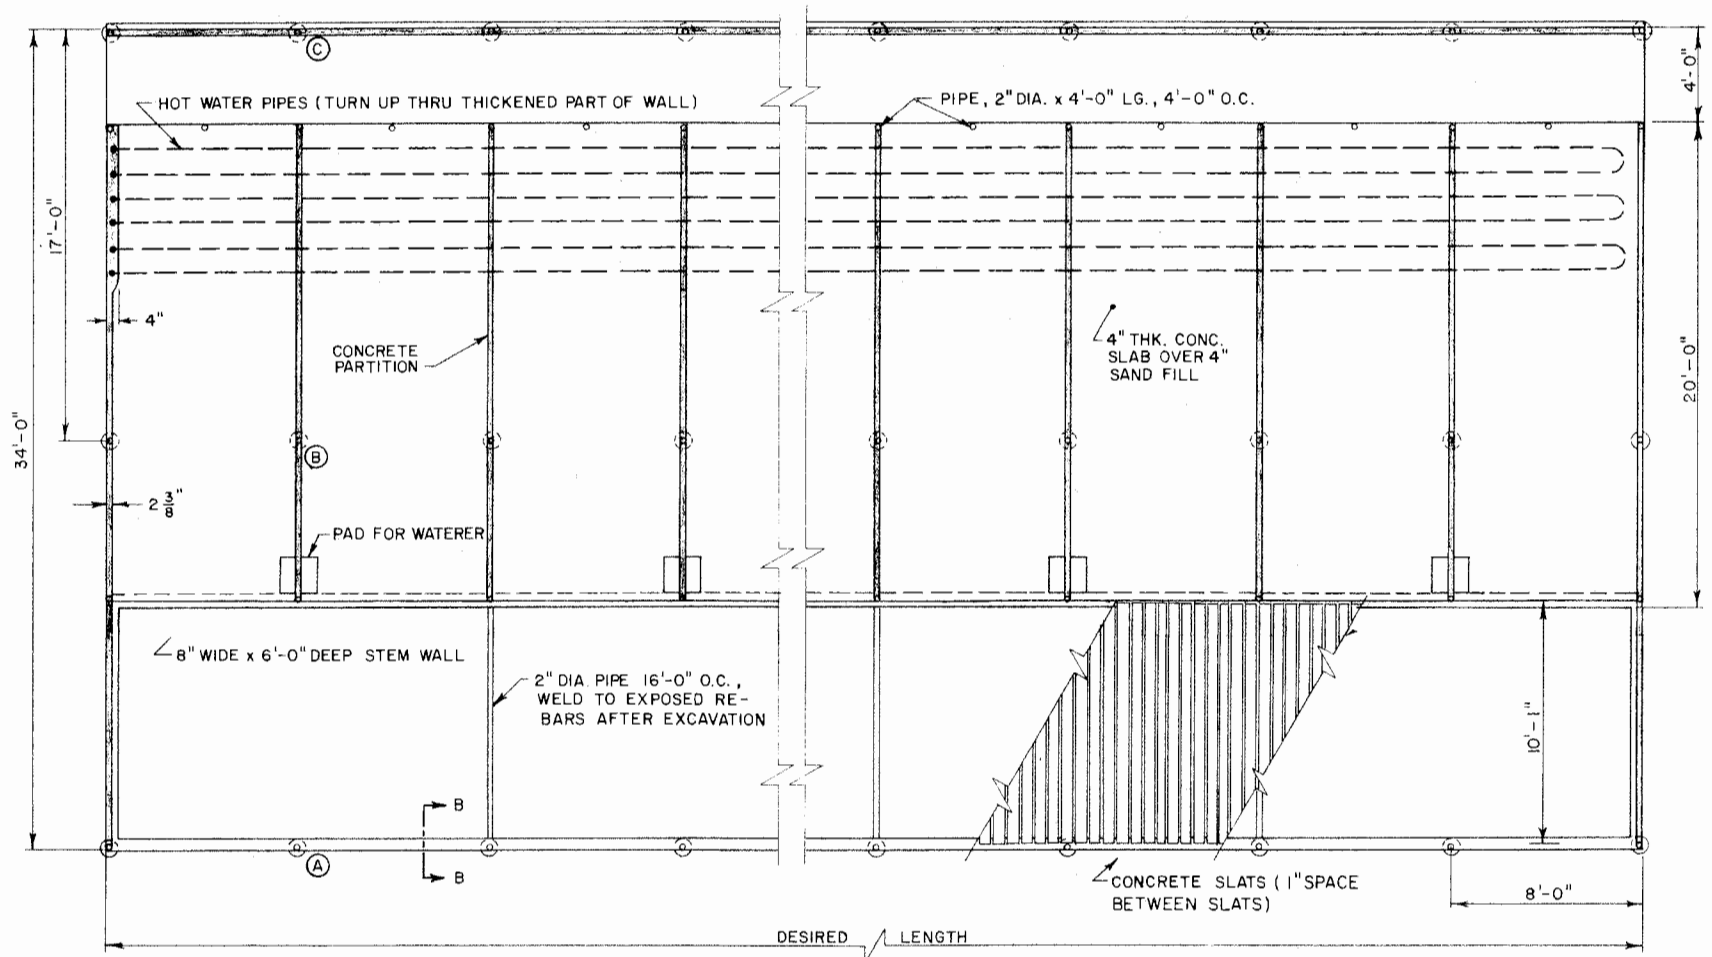 C
4'-0"
HOT WATER PIPES (TURN UP THRU THICKENED PART OF WALL)
PIPE, 2" DIA. x 4'-0" LG., 4'-0" O.C.
17'-0"
34'-0"
4"
CONCRETE
PARTITION
4" THK. CONC.
SLAB OVER 4"
SAND FILL
20'-0"
B
2 3/8"
PAD FOR WATERER
8" WIDE x 6'-0" DEEP STEM WALL
2" DIA. PIPE 16'-0" O.C.,
WELD TO EXPOSED RE-
BARS AFTER EXCAVATION
10'-1"
B
B
A
CONCRETE SLATS (1" SPACE
BETWEEN SLATS)
8'-0"
DESIRED LENGTH